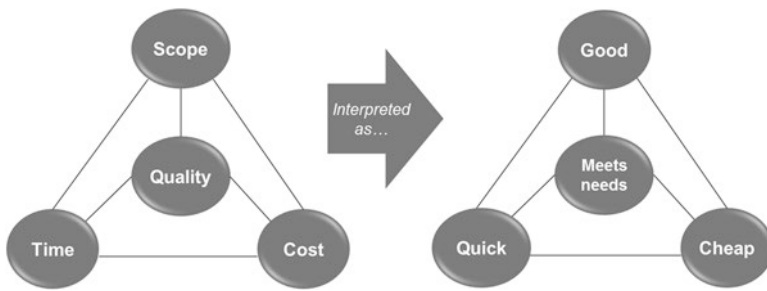 Scope
Quality
Time
Cost
Interpreted
as...
Good
Meets
needs
Quick
Cheap